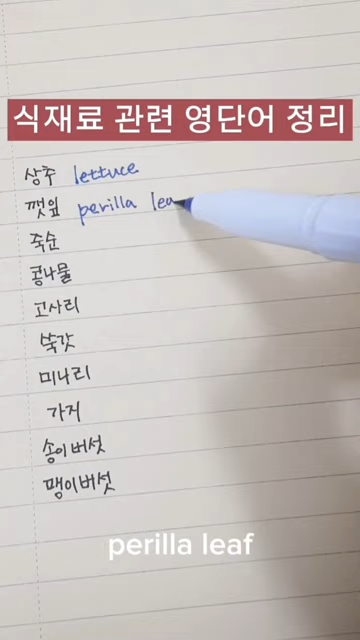 식재료 관련 영단어 정리
상추 lettuce
깻잎 perilla lea
죽순
콩나물
고사리
쑥갓
미나리
가지
송이버섯
팽이버섯
perilla leaf